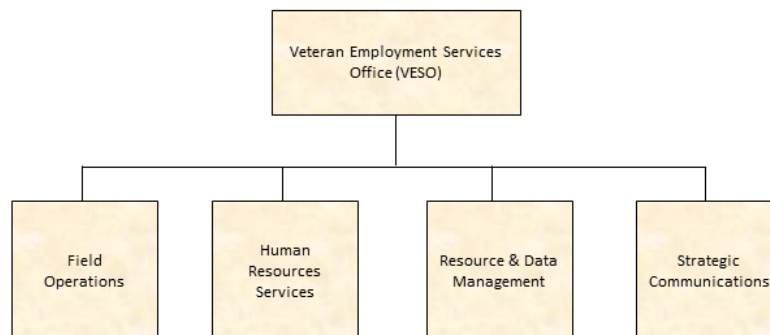 Veteran Employment Services
Office (VESO)
Field
Operations
Human
Resources
Services
Resource & Data
Management
Strategic
Communications